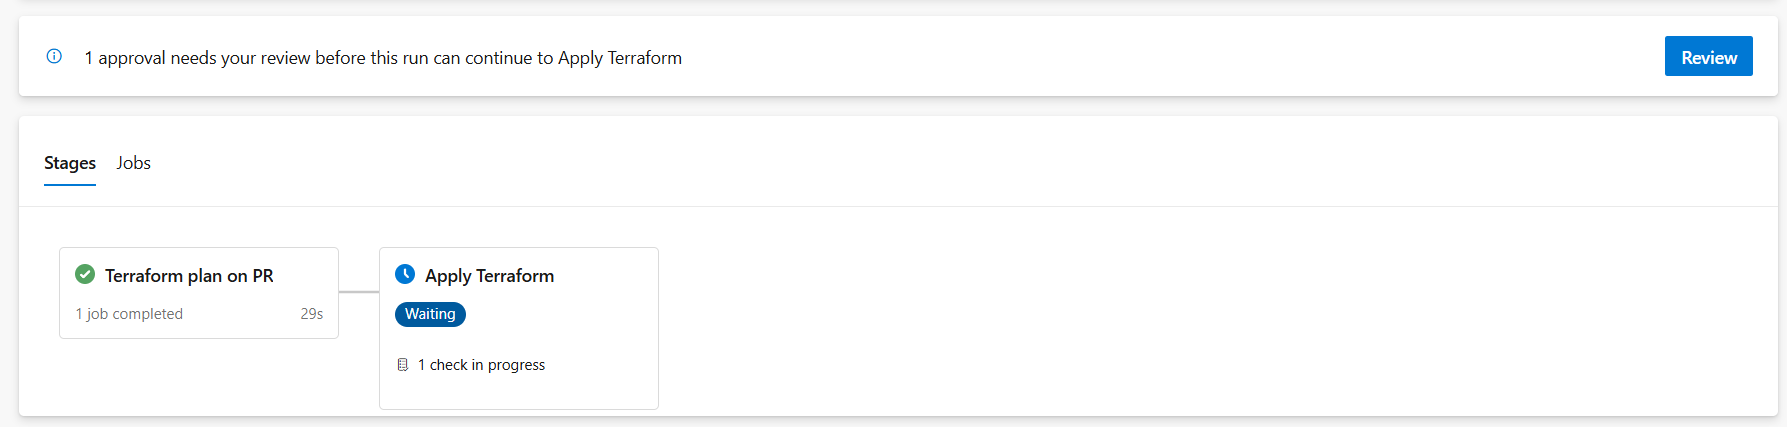 1 approval needs your review before this run can continue to Apply Terraform
Review
Stages
Jobs
Terraform plan on PR
1 job completed
29s
Apply Terraform
Waiting
1 check in progress